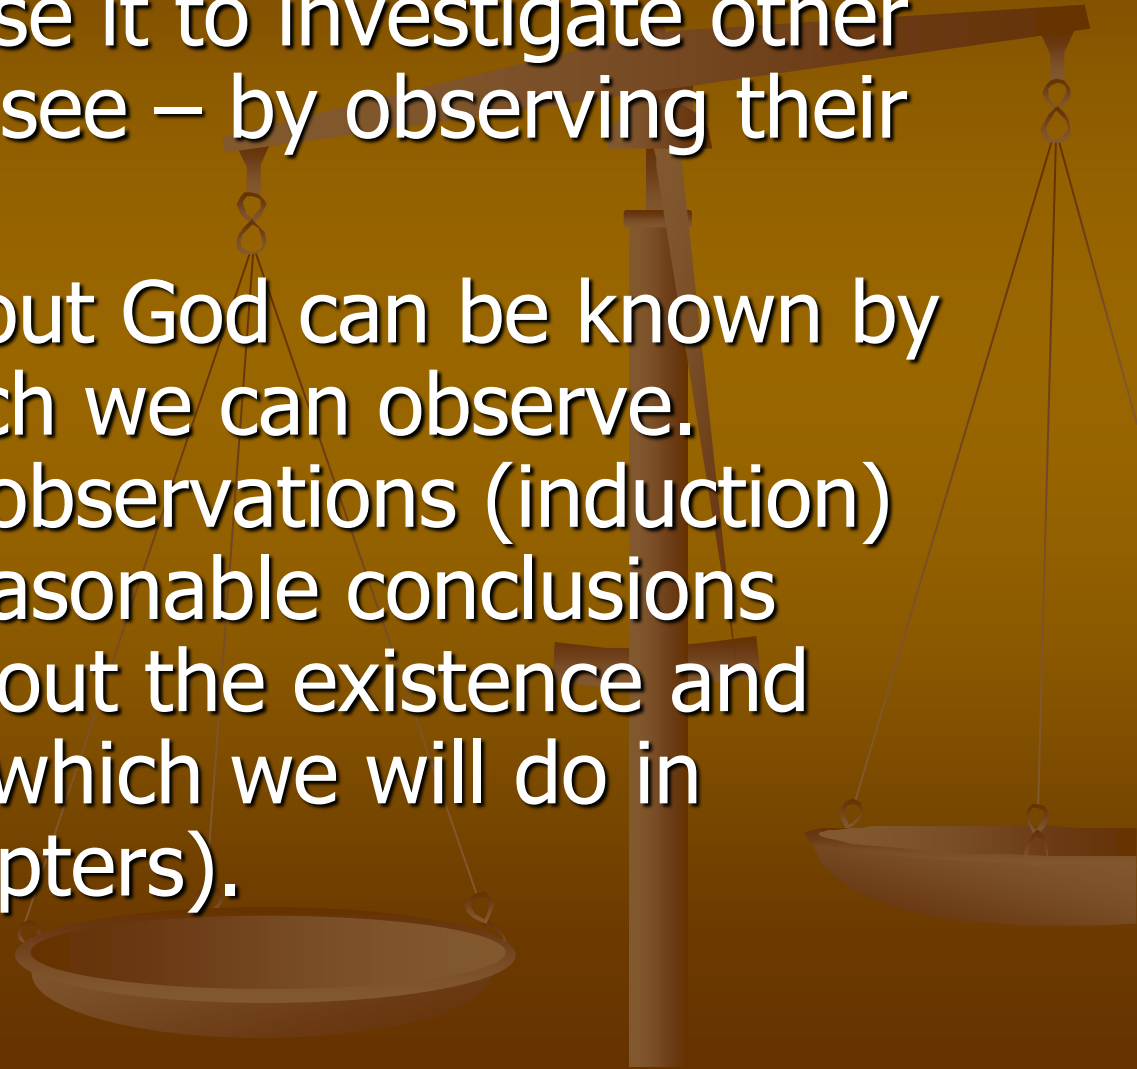 se it to investigate other
see – by observing their
out God can be known by
ch we can observe.
observations (induction)
asonable conclusions
out the existence and
which we will do in
pters).